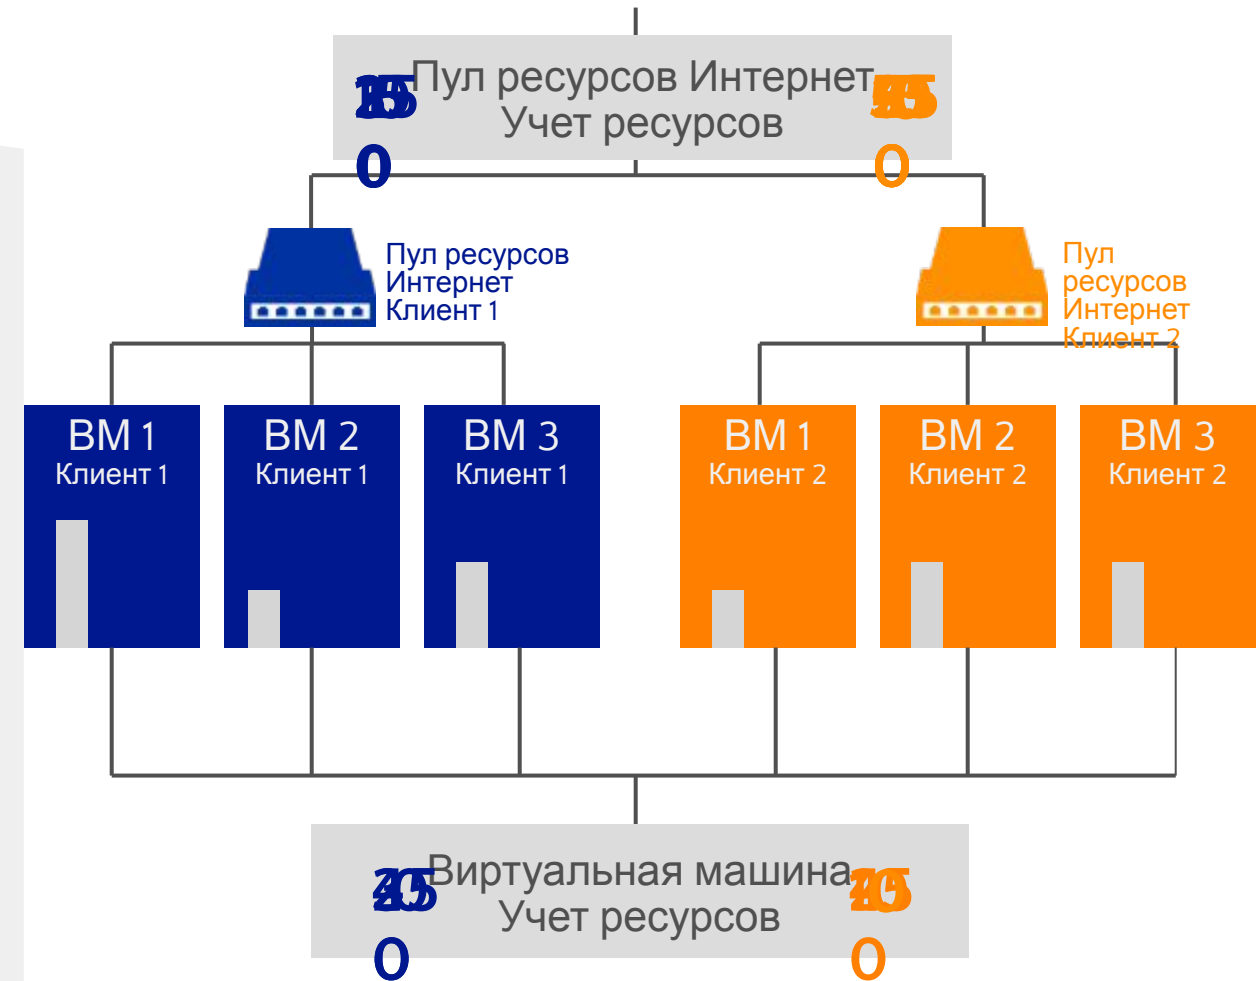 Пул ресурсов Интернет
Учет ресурсов
0
0
Пул ресурсов
Интернет
Клиент 1
Пул
ресурсов
Интернет
Клиент 2
ВМ 1
Клиент 1
ВМ 2
Клиент 1
ВМ 3
Клиент 1
ВМ 1
Клиент 2
ВМ 2
Клиент 2
ВМ 3
Клиент 2
Виртуальная машина
Учет ресурсов
0
0